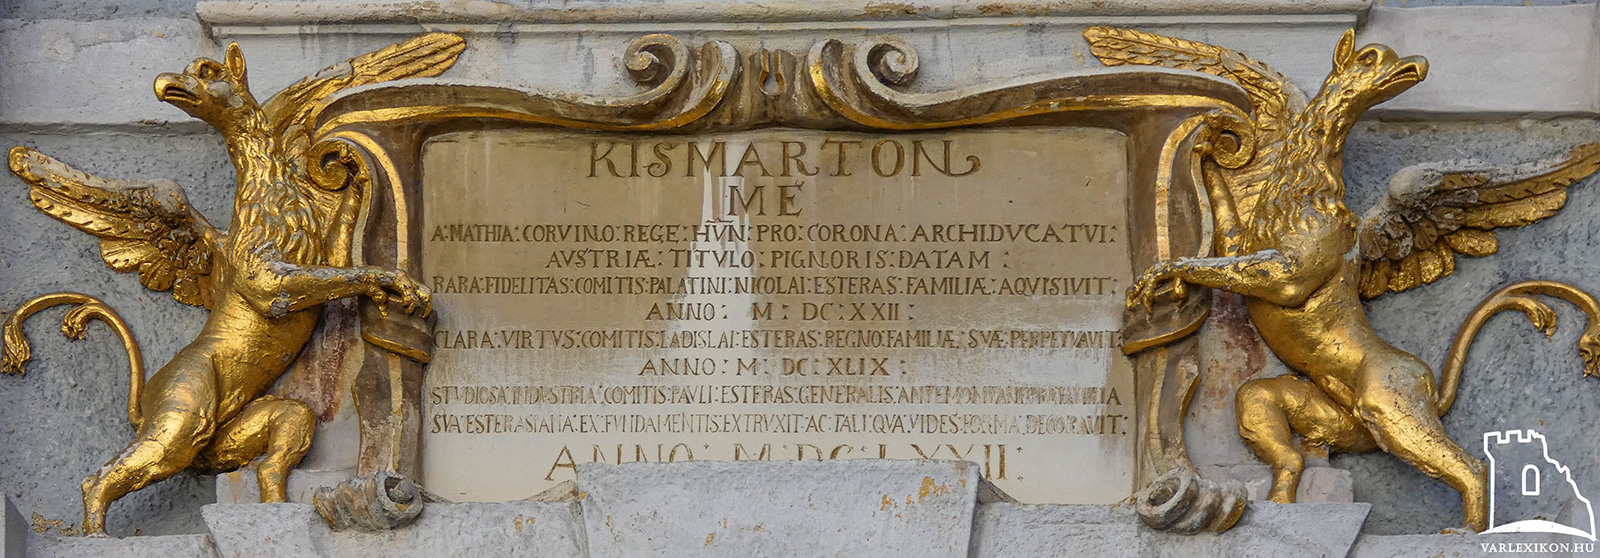 KISMARTON
ME
A: MATHIA: CORVINO: REGE: HŨN: PRO: CORONA: ARCHIDVCATVI:
AVSTRIÆ: TITVLO: PIGNORIS: DATAM:
RARA: FIDELITAS: COMITIS: PALATINI: NICOLAI: ESTERAS: FAMILIÆ: AQVISIVIT:
ANNO: M: DC: XXII:
CLARA: VIRTVS: COMITIS: LADISLAI: ESTERAS: REGNO: FAMILIÆ: SVÆ: PERPETVAVIT:
ANNO: M: DC: XLIX:
STVDIOSA: INDVSTRIA: COMITIS: PAVLI: ESTERAS: GENERALIS: FAMILIA
SVA: ESTERASIANA: EX: FVNDAMENTIS: EXTRVXIT: AC: TALI: QVA: VIDES: FORMA: DECORAVIT:
ANNO: M: DC: LXXII:
VARLEXIKON.HU